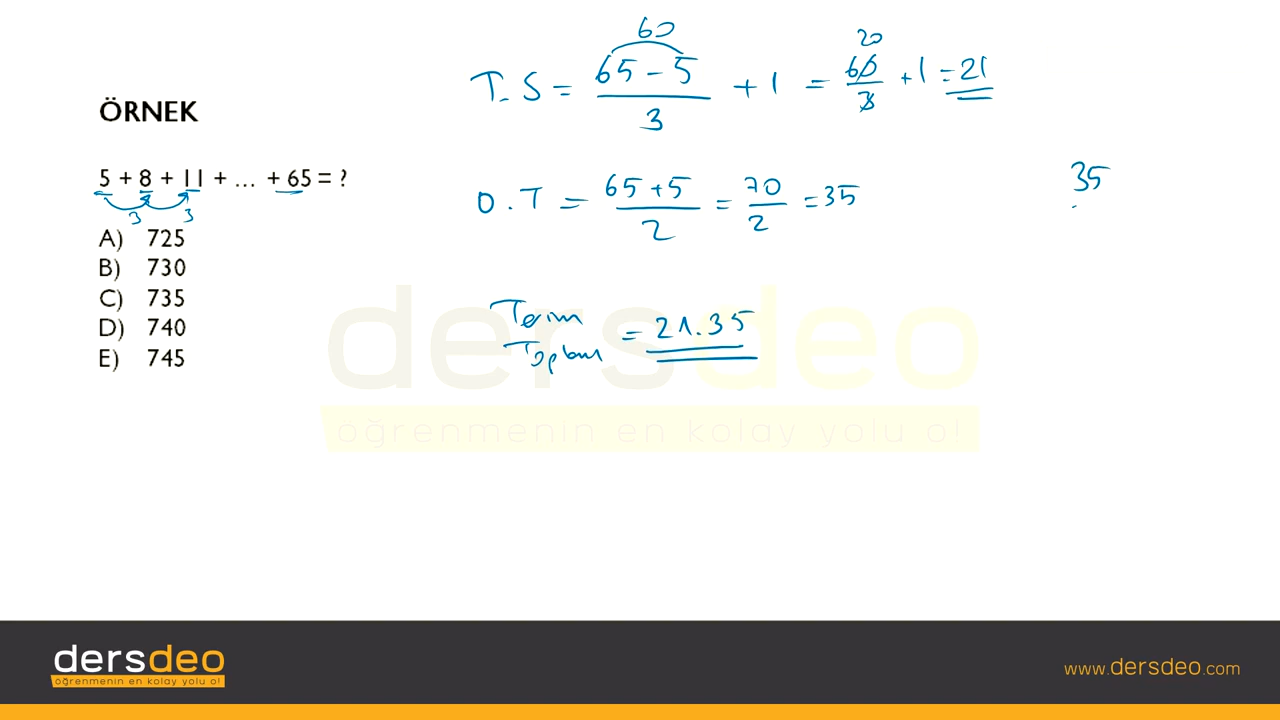 ÖRNEK
5 + 8 + 11 + ... + 65 = ?
3 3
A) 725
B) 730
C) 735
D) 740
E) 745
60 20
T.S = 65 - 5 / 3 + 1 = 60 / 3 + 1 = 21
O.T = 65 + 5 / 2 = 70 / 2 = 35
35
Terim Toplam = 21.35
dersdeo
öğrenmenin en kolay yolu o!
dersdeo
öğrenmenin en kolay yolu o!
www.dersdeo.com